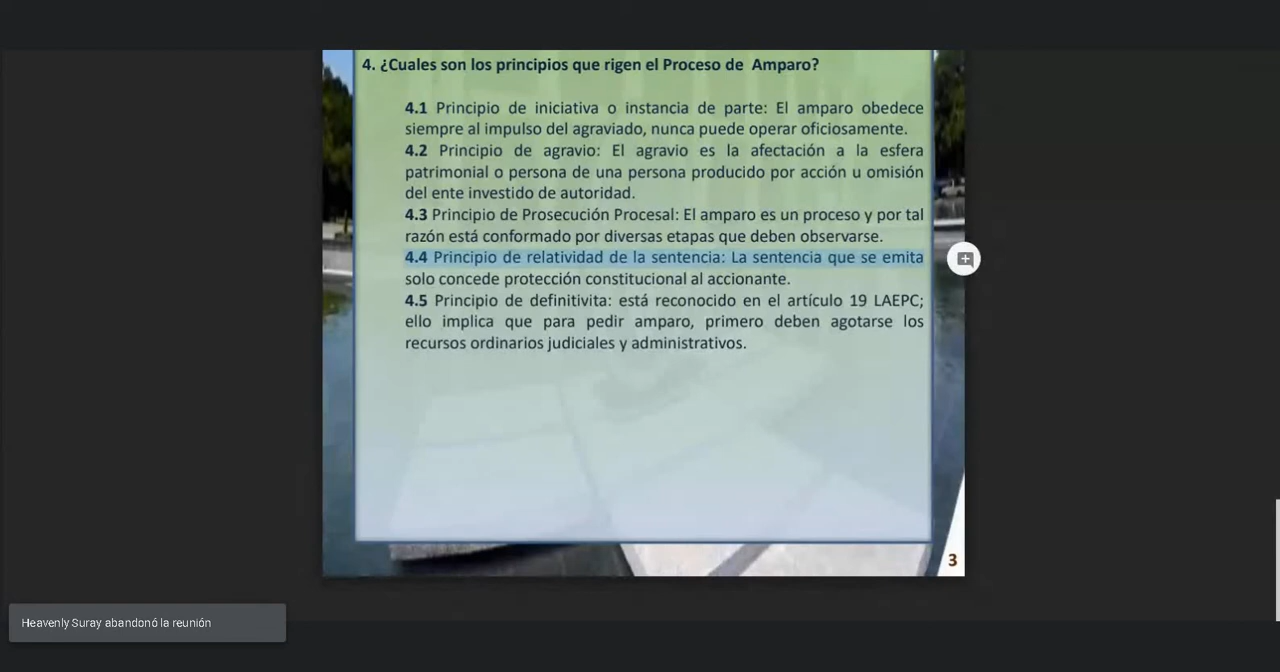 4. ¿Cuales son los principios que rigen el Proceso de Amparo?
4.1 Principio de iniciativa o instancia de parte: El amparo obedece
siempre al impulso del agraviado, nunca puede operar oficiosamente.
4.2 Principio de agravio: El agravio es la afectación a la esfera
patrimonial o persona de una persona producido por acción u omisión
del ente investido de autoridad.
4.3 Principio de Prosecución Procesal: El amparo es un proceso y por tal
razón está conformado por diversas etapas que deben observarse.
4.4 Principio de relatividad de la sentencia: La sentencia que se emita
solo concede protección constitucional al accionante.
4.5 Principio de definitivita: está reconocido en el artículo 19 LAEPC;
ello implica que para pedir amparo, primero deben agotarse los
recursos ordinarios judiciales y administrativos.
3
Heavenly Suray abandonó la reunión